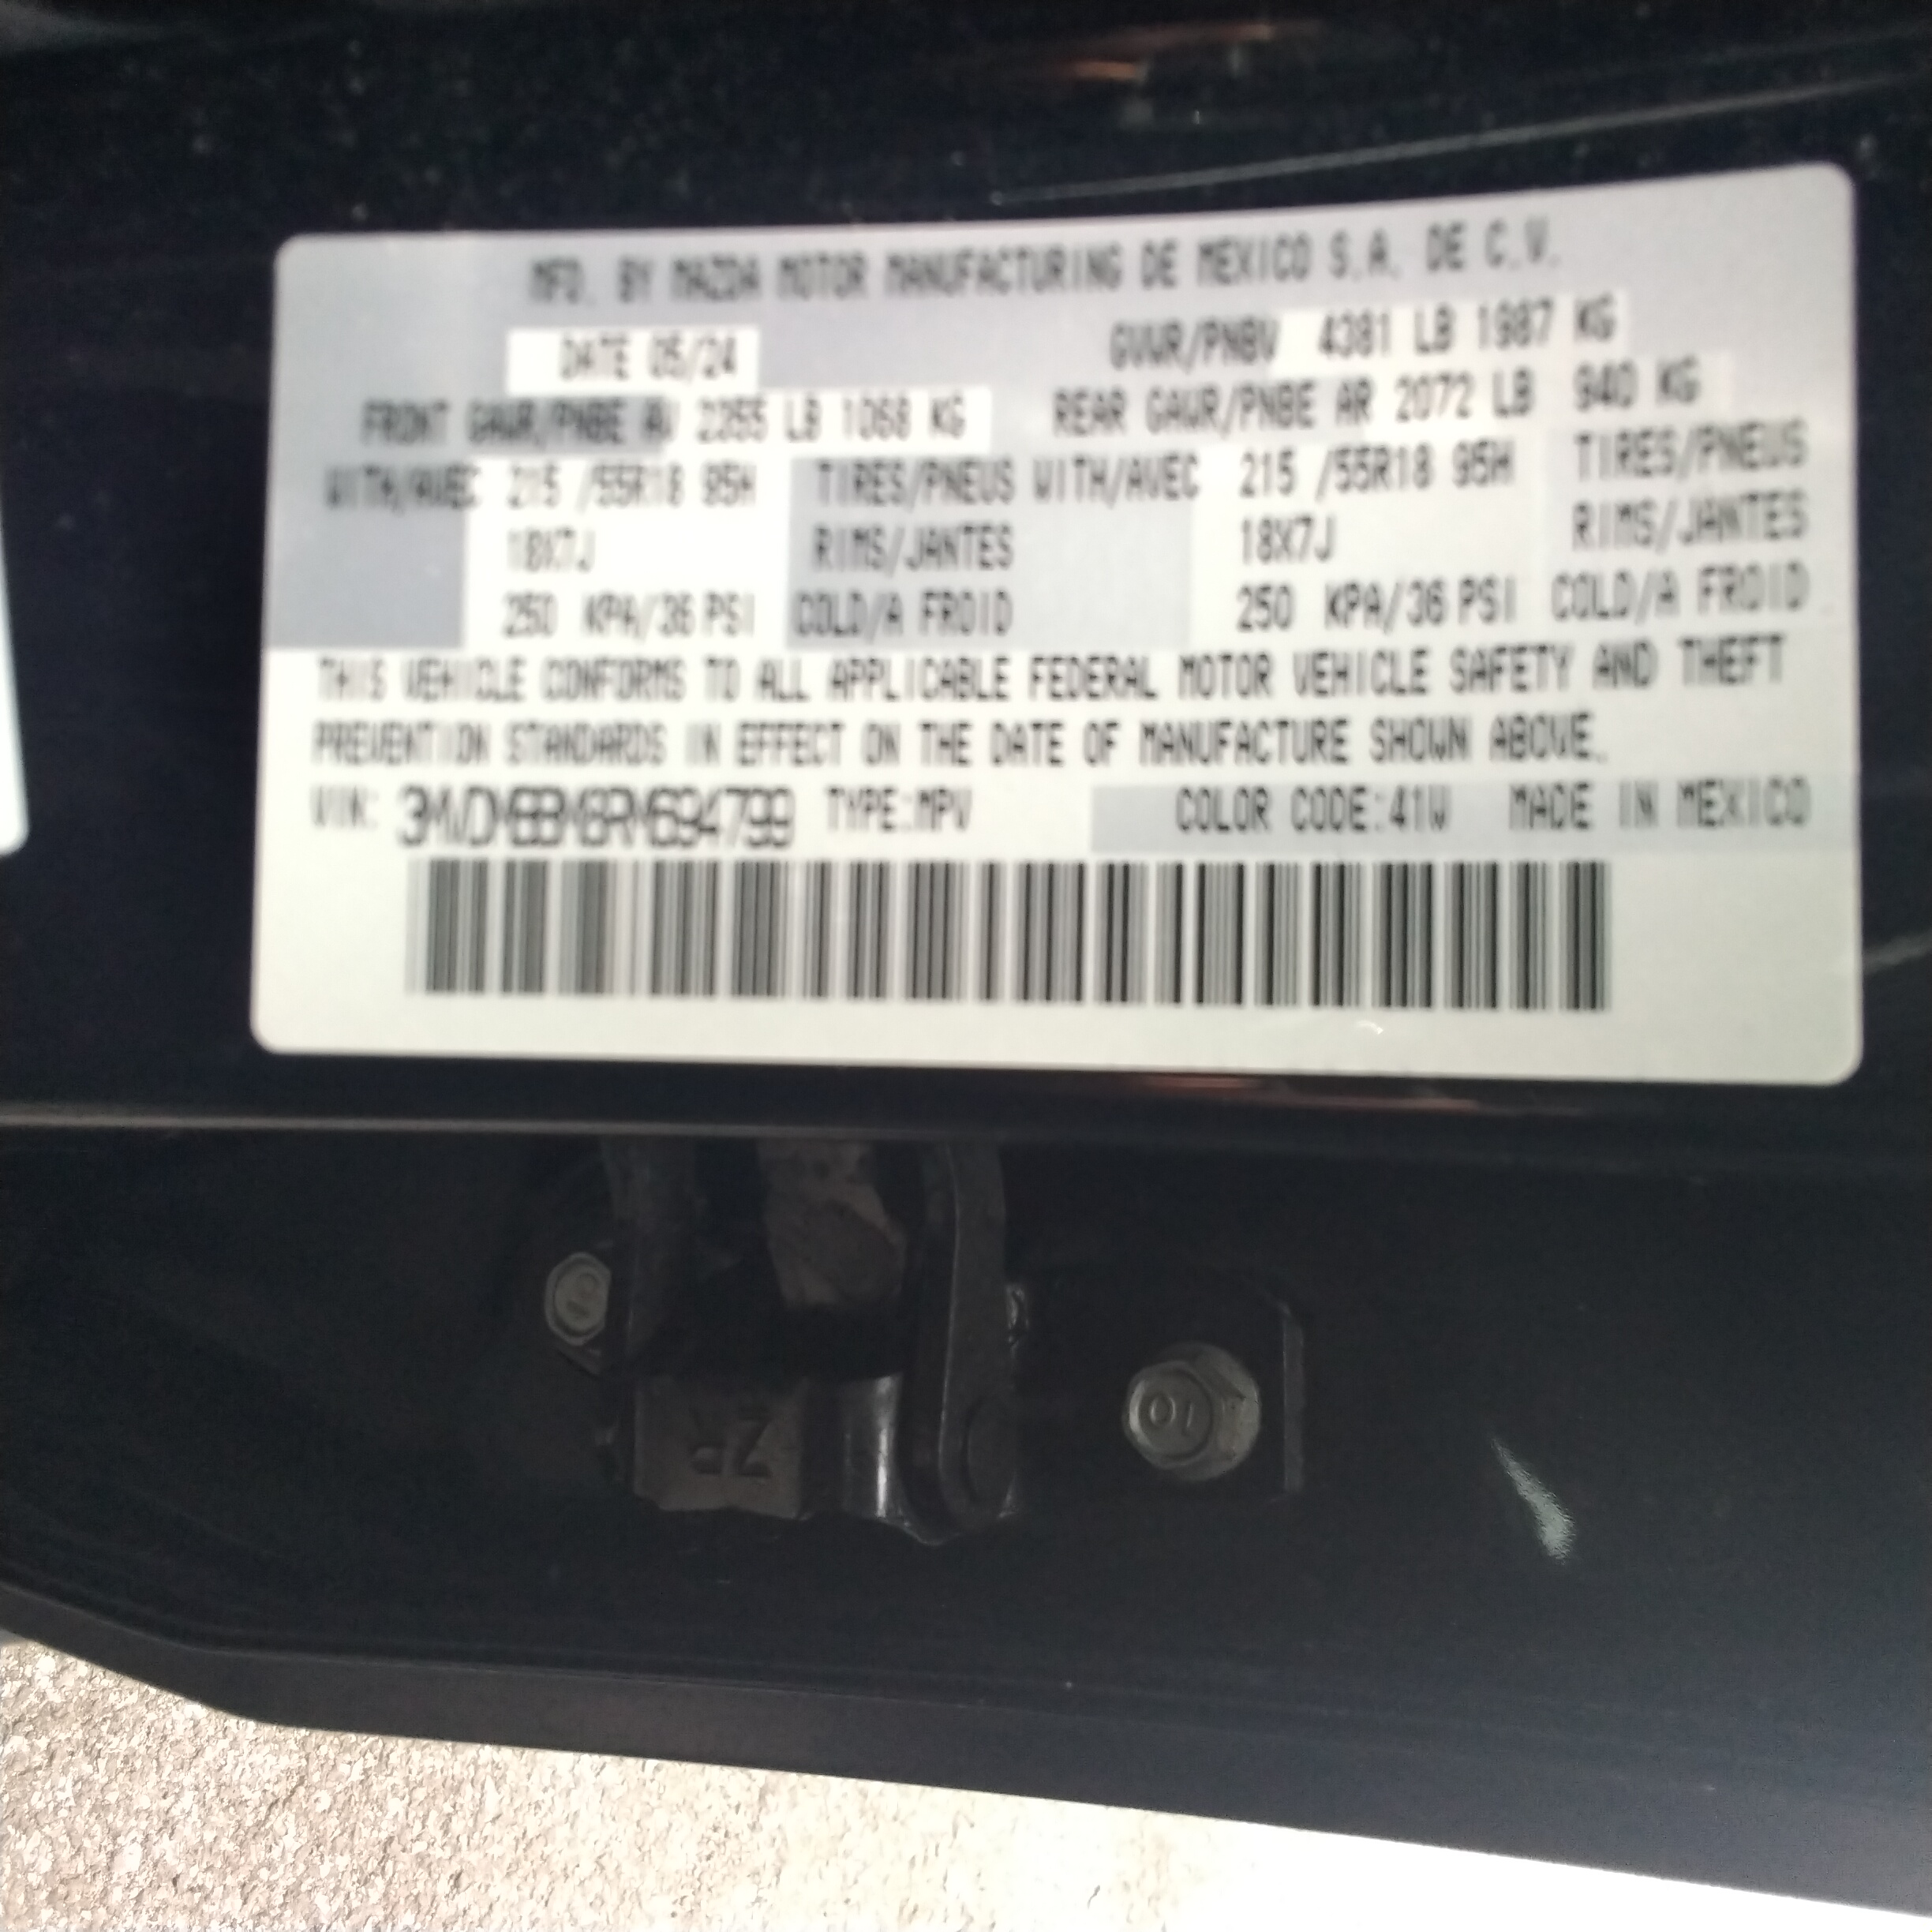 MFD. BY MAZDA MOTOR MANUFACTURING DE MEXICO S.A. DE C.V.
DATE 05/24 GVWR/PNBV 4381 LB 1987 KG
FRONT GAWR/PNBE AV 2355 LB 1068 KG REAR GAWR/PNBE AR 2072 LB 940 KG
WITH/AVEC 215 /55R18 95H TIRES/PNEUS WITH/AVEC 215 /55R18 95H TIRES/PNEUS
18X7J RIMS/JANTES 18X7J RIMS/JANTES
250 KPA/36 PSI COLD/A FROID 250 KPA/36 PSI COLD/A FROID
THIS VEHICLE CONFORMS TO ALL APPLICABLE FEDERAL MOTOR VEHICLE SAFETY AND THEFT
PREVENTION STANDARDS IN EFFECT ON THE DATE OF MANUFACTURE SHOWN ABOVE.
VIN: TYPE:MPV COLOR CODE:41W MADE IN MEXICO
10